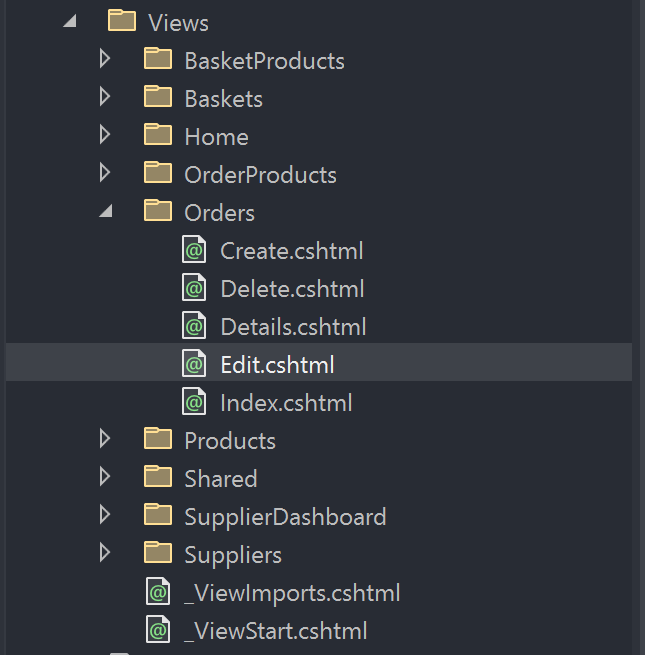 Views
BasketProducts
Baskets
Home
OrderProducts
Orders
Create.cshtml
Delete.cshtml
Details.cshtml
Edit.cshtml
Index.cshtml
Products
Shared
SupplierDashboard
Suppliers
_ViewImports.cshtml
_ViewStart.cshtml